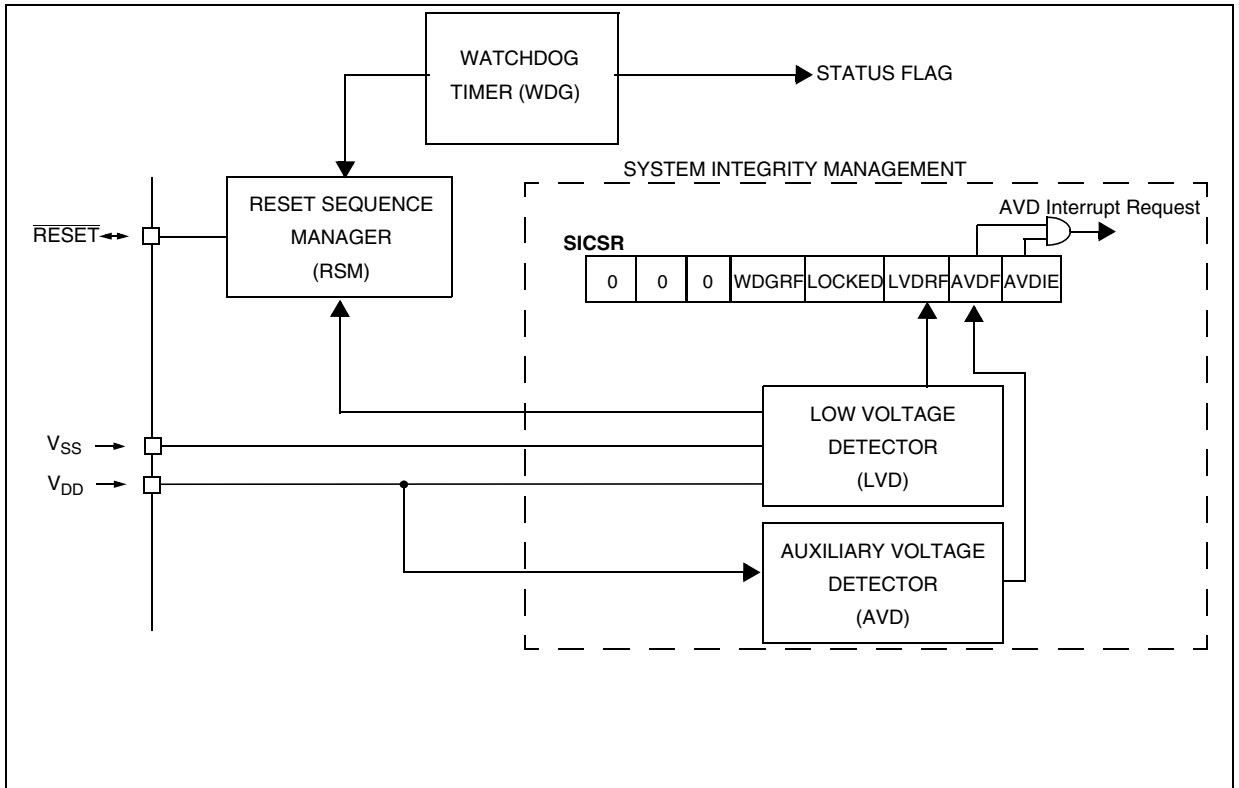 WATCHDOG
TIMER (WDG)
STATUS FLAG
SYSTEM INTEGRITY MANAGEMENT
RESET SEQUENCE
MANAGER
(RSM)
RESET
AVD Interrupt Request
SICSR
0 0 0 WDGRF LOCKED LVDRF AVDF AVDIE
LOW VOLTAGE
DETECTOR
(LVD)
VSS
VDD
AUXILIARY VOLTAGE
DETECTOR
(AVD)